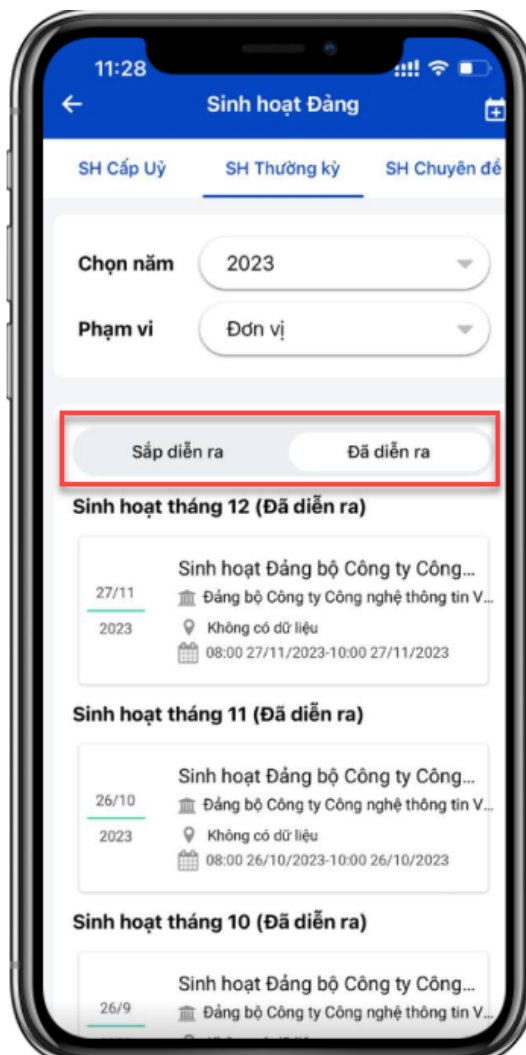 11:28
Sinh hoạt Đảng
SH Cấp Uỷ SH Thường kỳ SH Chuyên đề
Chọn năm 2023
Phạm vi Đơn vị
Sắp diễn ra Đã diễn ra
Sinh hoạt tháng 12 (Đã diễn ra)
Sinh hoạt Đảng bộ Công ty Công...
27/11 Đảng bộ Công ty Công nghệ thông tin V...
2023 Không có dữ liệu
08:00 27/11/2023-10:00 27/11/2023
Sinh hoạt tháng 11 (Đã diễn ra)
Sinh hoạt Đảng bộ Công ty Công...
26/10 Đảng bộ Công ty Công nghệ thông tin V...
2023 Không có dữ liệu
08:00 26/10/2023-10:00 26/10/2023
Sinh hoạt tháng 10 (Đã diễn ra)
Sinh hoạt Đảng bộ Công ty Công...
26/9 Đảng bộ Công ty Công nghệ thông tin V...